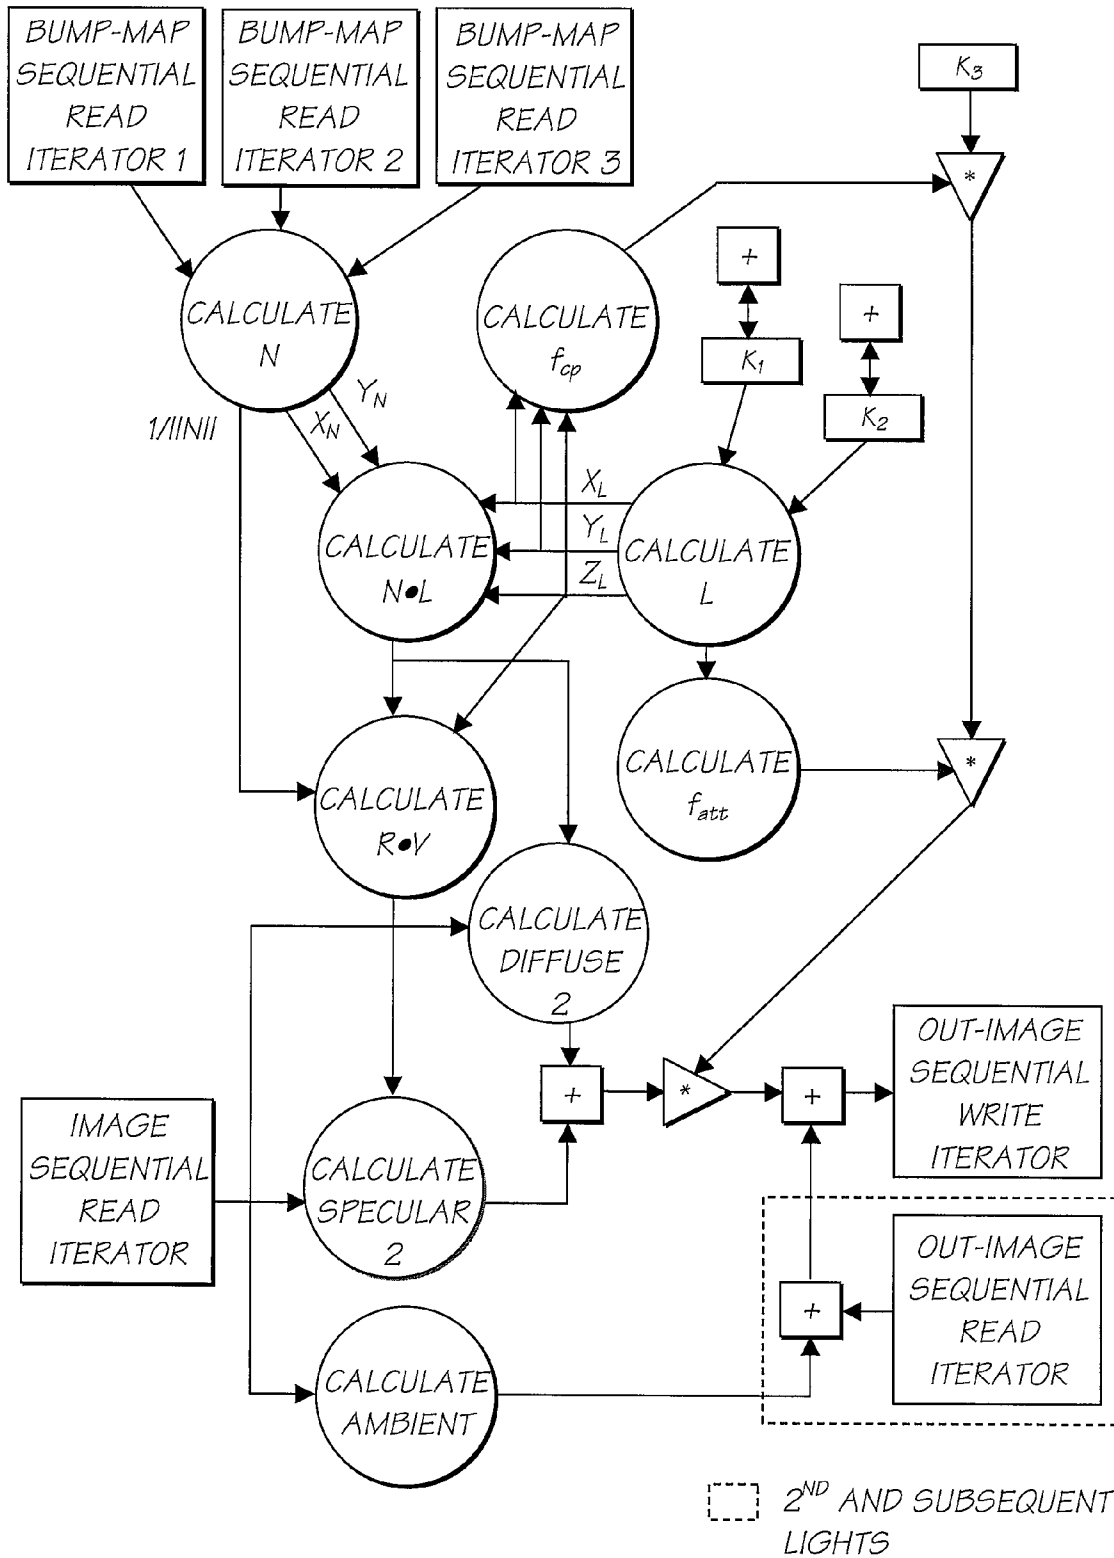 BUMP-MAP
SEQUENTIAL
READ
ITERATOR 1
BUMP-MAP
SEQUENTIAL
READ
ITERATOR 2
BUMP-MAP
SEQUENTIAL
READ
ITERATOR 3
K3
*
CALCULATE
N
CALCULATE
fcp
+
K1
+
K2
1/||N||
XN
YN
CALCULATE
N•L
XL
YL
ZL
CALCULATE
L
CALCULATE
R•V
CALCULATE
fatt
*
CALCULATE
DIFFUSE
2
+
*
+
OUT-IMAGE
SEQUENTIAL
WRITE
ITERATOR
IMAGE
SEQUENTIAL
READ
ITERATOR
CALCULATE
SPECULAR
2
+
OUT-IMAGE
SEQUENTIAL
READ
ITERATOR
CALCULATE
AMBIENT
2ND AND SUBSEQUENT
LIGHTS